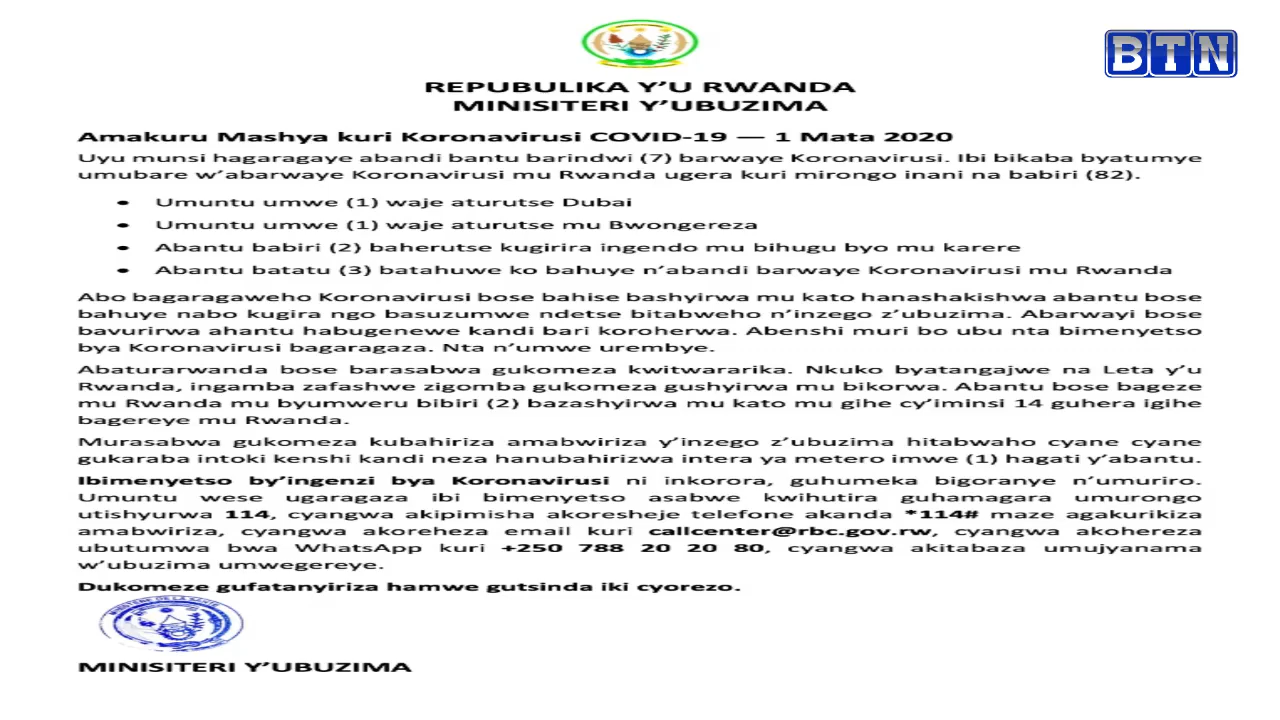 BTN
REPUBULIKA Y’U RWANDA
MINISITERI Y’UBUZIMA
Amakuru Mashya kuri Koronavirusi COVID-19 — 1 Mata 2020
Uyu munsi hagaragaye abandi bantu barindwi (7) barwaye Koronavirusi. Ibi bikaba byatumye
umubare w’abarwaye Koronavirusi mu Rwanda ugera kuri mirongo inani na babiri (82).
• Umuntu umwe (1) waje aturutse Dubai
• Umuntu umwe (1) waje aturutse mu Bwongereza
• Abantu babiri (2) baherutse kugirira ingendo mu bihugu byo mu karere
• Abantu batatu (3) batahuwe ko bahuye n’abandi barwaye Koronavirusi mu Rwanda
Abo bagaragaweho Koronavirusi bose bahise bashyirwa mu kato hanashakishwa abantu bose
bahuye nabo kugira ngo basuzumwe ndetse bitabweho n’inzego z’ubuzima. Abarwayi bose
bavurirwa ahantu habugenewe kandi bari koroherwa. Abenshi muri bo ubu nta bimenyetso
bya Koronavirusi bagaragaza. Nta n’umwe urembye.
Abaturarwanda bose barasabwa gukomeza kwitwararika. Nkuko byatangajwe na Leta y’u
Rwanda, ingamba zafashwe zigomba gukomeza gushyirwa mu bikorwa. Abantu bose bageze
mu Rwanda mu byumweru bibiri (2) bazashyirwa mu kato mu gihe cy’iminsi 14 guhera igihe
bagereye mu Rwanda.
Murasabwa gukomeza kubahiriza amabwiriza y’inzego z’ubuzima hitabwaho cyane cyane
gukaraba intoki kenshi kandi neza hanubahirizwa intera ya metero imwe (1) hagati y’abantu.
Ibimenyetso by’ingenzi bya Koronavirusi ni inkorora, guhumeka bigoranye n’umuriro.
Umuntu wese ugaragaza ibi bimenyetso asabwe kwihutira guhamagara umurongo
utishyurwa 114, cyangwa akipimisha akoresheje telefone akanda *114# maze agakurikiza
amabwiriza, cyangwa akoreheza email kuri callcenter@rbc.gov.rw, cyangwa akohereza
ubutumwa bwa WhatsApp kuri +250 788 20 20 80, cyangwa akitabaza umujyanama
w’ubuzima umwegereye.
Dukomeze gufatanyiriza hamwe gutsinda iki cyorezo.
MINISTERE DE LA SANTE
MINISITERI Y’UBUZIMA